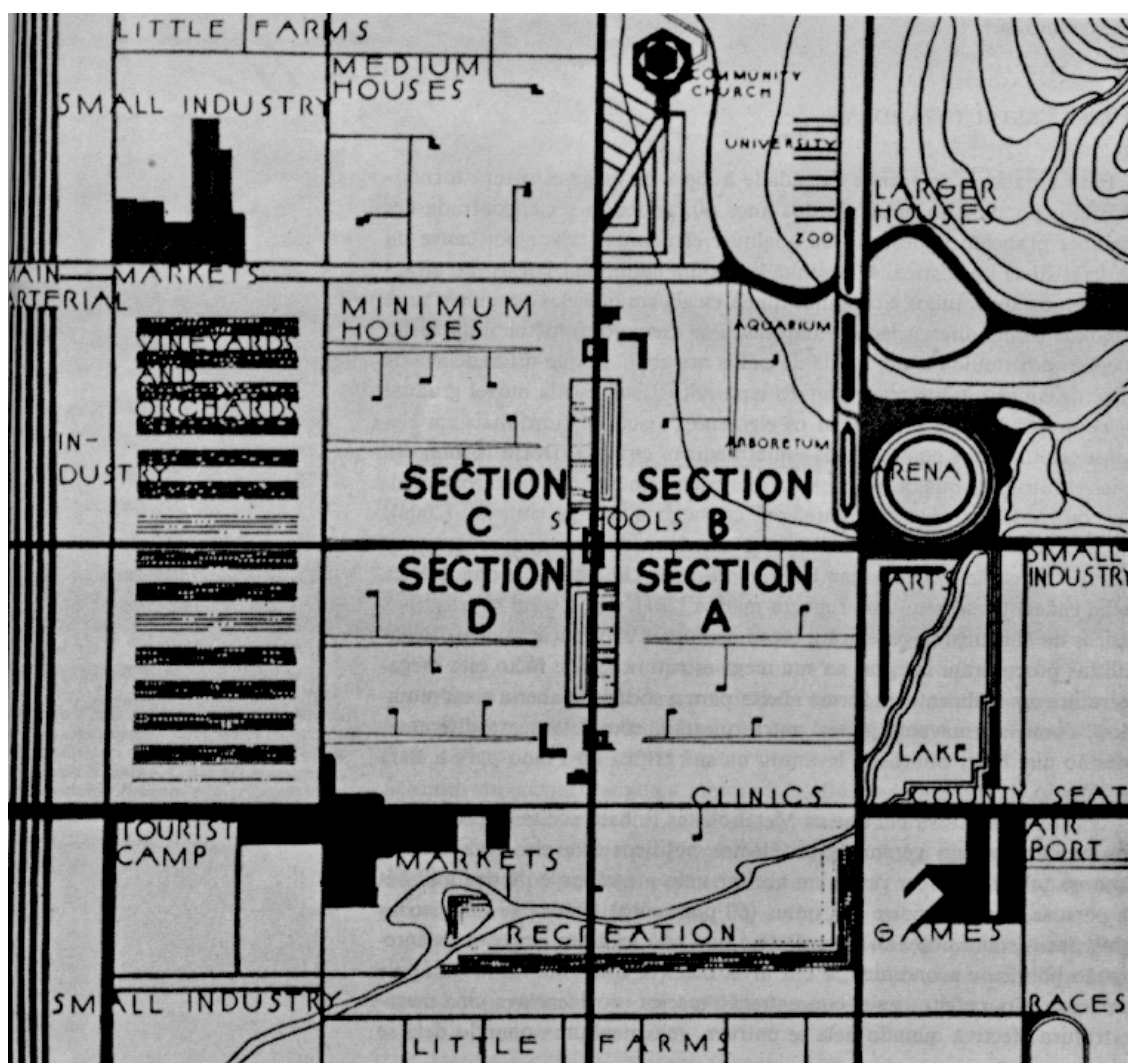 LITTLE FARMS
MEDIUM
HOUSES
COMMUNITY
CHURCH
SMALL INDUSTRY
UNIVERSITY
LARGER
HOUSES
ZOO
MAIN
ARTERIAL
MARKETS
MINIMUM
HOUSES
AQUARIUM
VINEYARDS
AND
ORCHARDS
IN-
DUSTRY
ARBORETUM
ARENA
SECTION
C
SECTION
B
SCHOOLS
SECTION
D
SECTION
A
ARTS
SMALL
INDUSTRY
LAKE
CLINICS
COUNTY SEAT
TOURIST
CAMP
MARKETS
AIR
PORT
GAMES
RECREATION
SMALL INDUSTRY
RACES
LITTLE FARMS